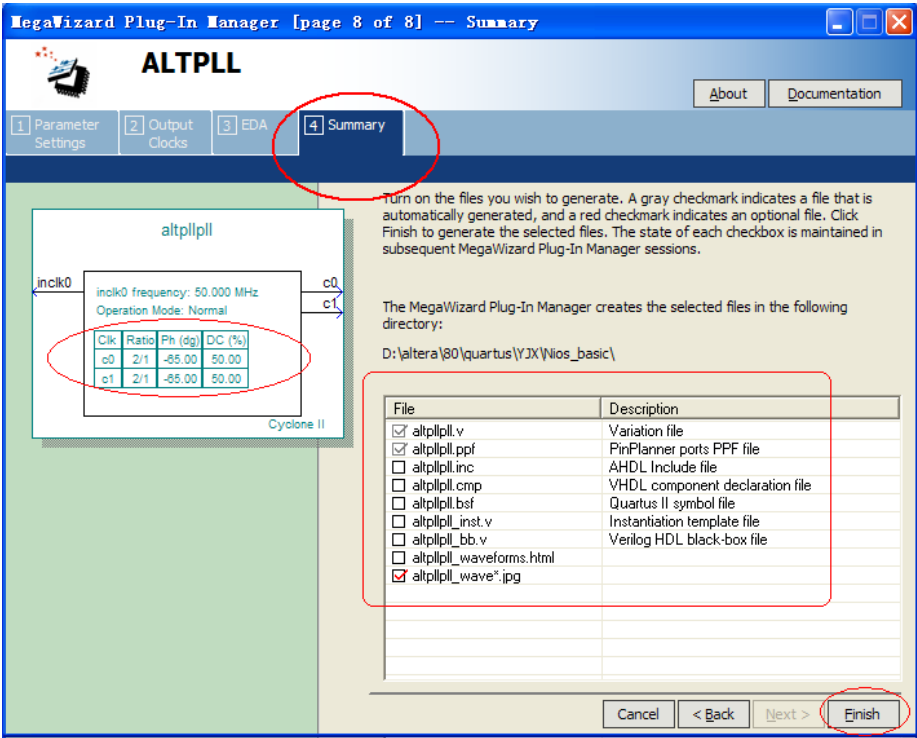 MegaWizard Plug-In Manager [page 8 of 8] -- Summary
ALTPLL
About
Documentation
1 Parameter Settings
2 Output Clocks
3 EDA
4 Summary
Turn on the files you wish to generate. A gray checkmark indicates a file that is
automatically generated, and a red checkmark indicates an optional file. Click
Finish to generate the selected files. The state of each checkbox is maintained in
subsequent MegaWizard Plug-In Manager sessions.
altpllpll
inclk0
c0
c1
inclk0 frequency: 50.000 MHz
Operation Mode: Normal
Clk Ratio Ph (dg) DC (%)
c0 2/1 -65.00 50.00
c1 2/1 -65.00 50.00
Cyclone II
The MegaWizard Plug-In Manager creates the selected files in the following
directory:
D:\altera\80\quartus\YJX\Nios_basic\
File Description
altpllpll.v Variation file
altpllpll.ppf PinPlanner ports PPF file
altpllpll.inc AHDL Include file
altpllpll.cmp VHDL component declaration file
altpllpll.bsf Quartus II symbol file
altpllpll_inst.v Instantiation template file
altpllpll_bb.v Verilog HDL black-box file
altpllpll_waveforms.html
altpllpll_wave*.jpg
Cancel
< Back
Next >
Finish